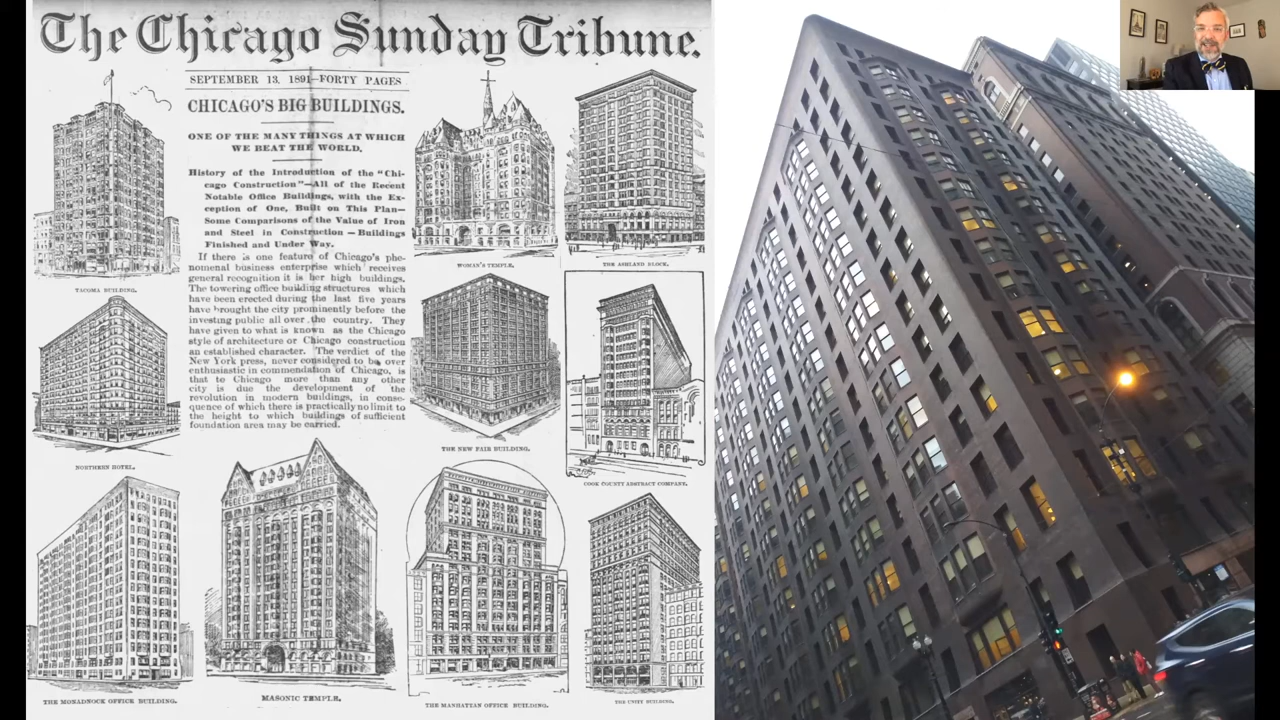 The Chicago Sunday Tribune.
SEPTEMBER 13, 1891—FORTY PAGES
CHICAGO'S BIG BUILDINGS.
ONE OF THE MANY THINGS AT WHICH
WE BEAT THE WORLD.
History of the Introduction of the "Chi-
cago Construction"—All of the Recent
Notable Office Buildings, with the Ex-
ception of One, Built on This Plan—
Some Comparisons of the Value of Iron
and Steel in Construction—Buildings
Finished and Under Way.
If there is one feature of Chicago's phe-
nomenal business enterprise which receives
general recognition it is her high buildings.
The towering office building structures which
have been erected during the last five years
have brought the city prominently before the
investing public all over the country. They
have given to what is known as the Chicago
style of architecture or Chicago construction
an established character. The verdict of the
New York press, never considered to be over
enthusiastic in commendation of Chicago, is
that to Chicago more than any other
city is due the development of the
revolution in modern buildings, in conse-
quence of which there is practically no limit to
the height to which buildings of sufficient
foundation area may be carried.
TACOMA BUILDING.
WOMAN'S TEMPLE.
THE ASHLAND BLOCK.
NORTHERN HOTEL.
THE NEW FAIR BUILDING.
COOK COUNTY ABSTRACT COMPANY.
THE MONADNOCK OFFICE BUILDING.
MASONIC TEMPLE.
THE MANHATTAN OFFICE BUILDING.
THE UNITY BUILDING.